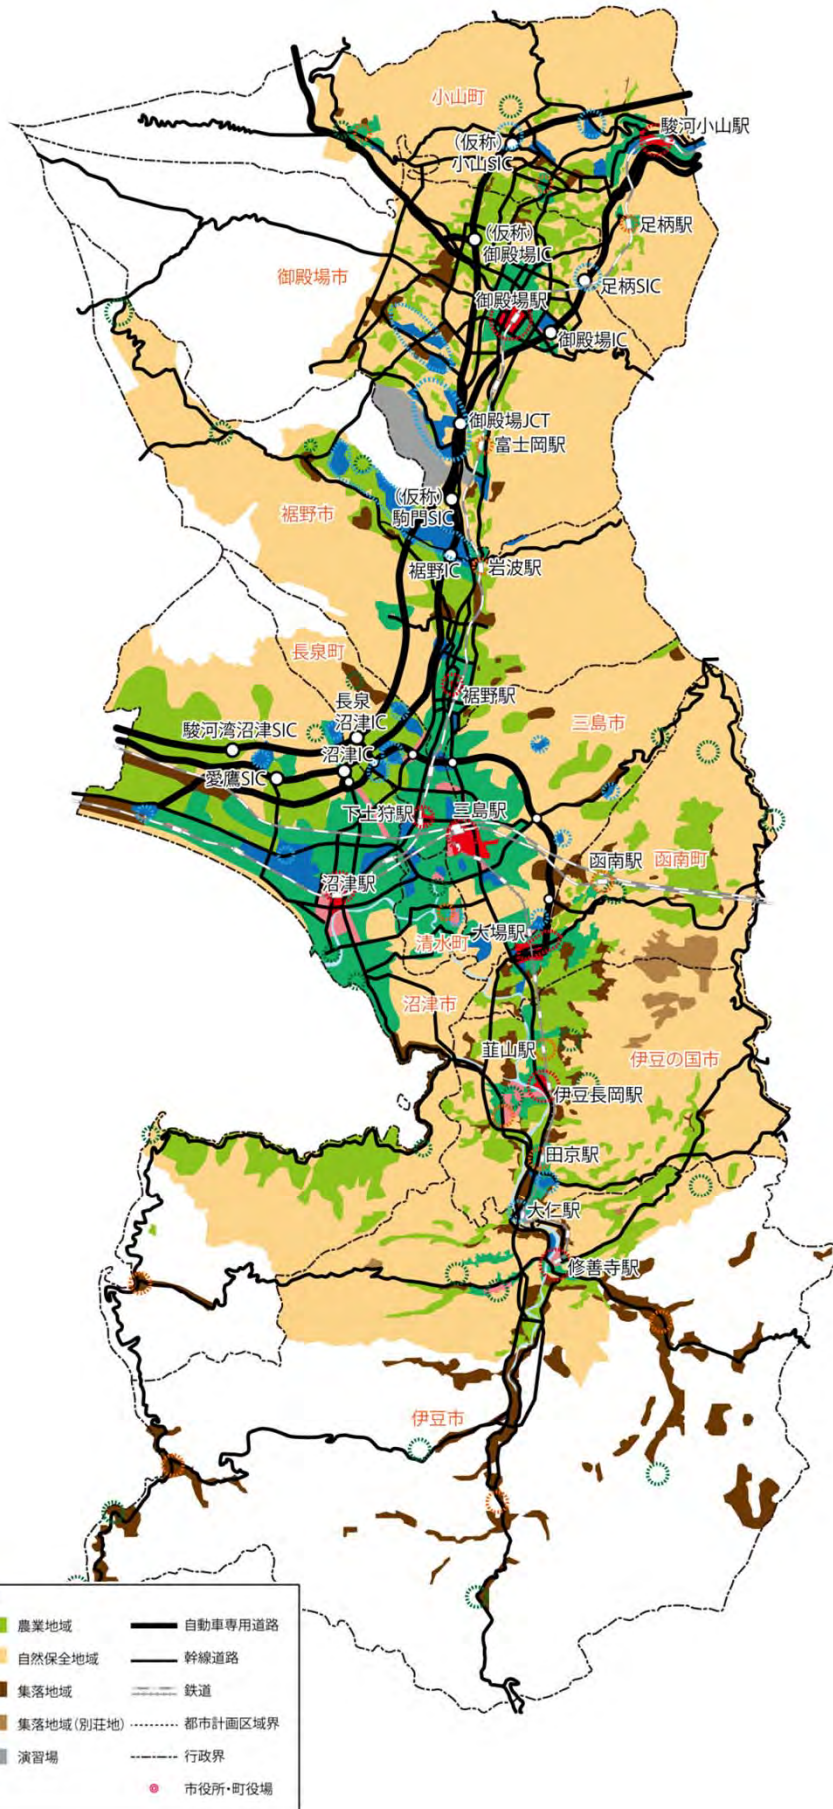 小山町
駿河小山駅
(仮称)
小山SIC
足柄駅
(仮称)
御殿場IC
御殿場市
足柄SIC
御殿場駅
御殿場IC
御殿場JCT
富士岡駅
(仮称)
駒門SIC
裾野市
裾野IC
岩波駅
長泉町
裾野駅
長泉
沼津IC
三島市
駿河湾沼津SIC
沼津IC
愛鷹SIC
下土狩駅
三島駅
函南駅
函南町
沼津駅
大場駅
清水町
沼津市
韮山駅
伊豆の国市
伊豆長岡駅
田京駅
大仁駅
修善寺駅
伊豆市
農業地域
自動車専用道路
自然保全地域
幹線道路
集落地域
鉄道
集落地域(別荘地)
都市計画区域界
演習場
行政界
市役所・町役場